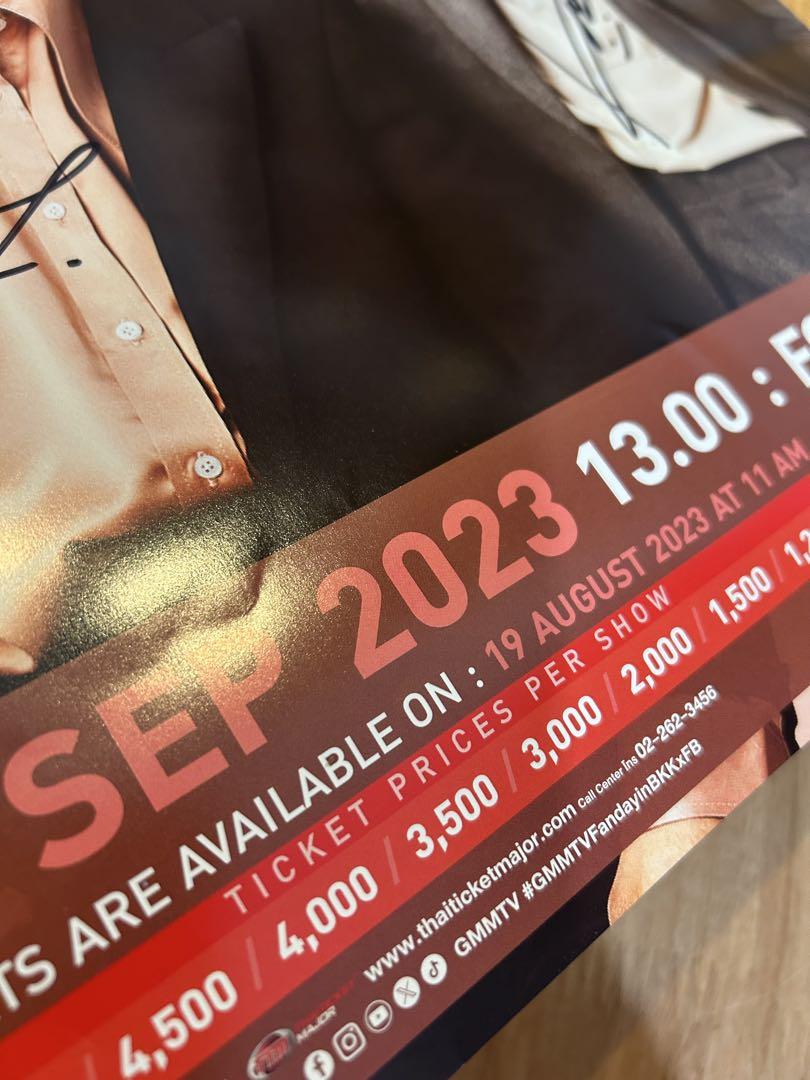 SEP 2023 13.00 :
ARE AVAILABLE ON : 19 AUGUST 2023 AT 11 AM
TICKET PRICES PER SHOW
4,500 / 4,000 / 3,500 / 3,000 / 2,000 / 1,500 /
www.thaiticketmajor.com Call Center โทร 02-262-3456
GMMTV #GMMTVFandayinBKKxFB